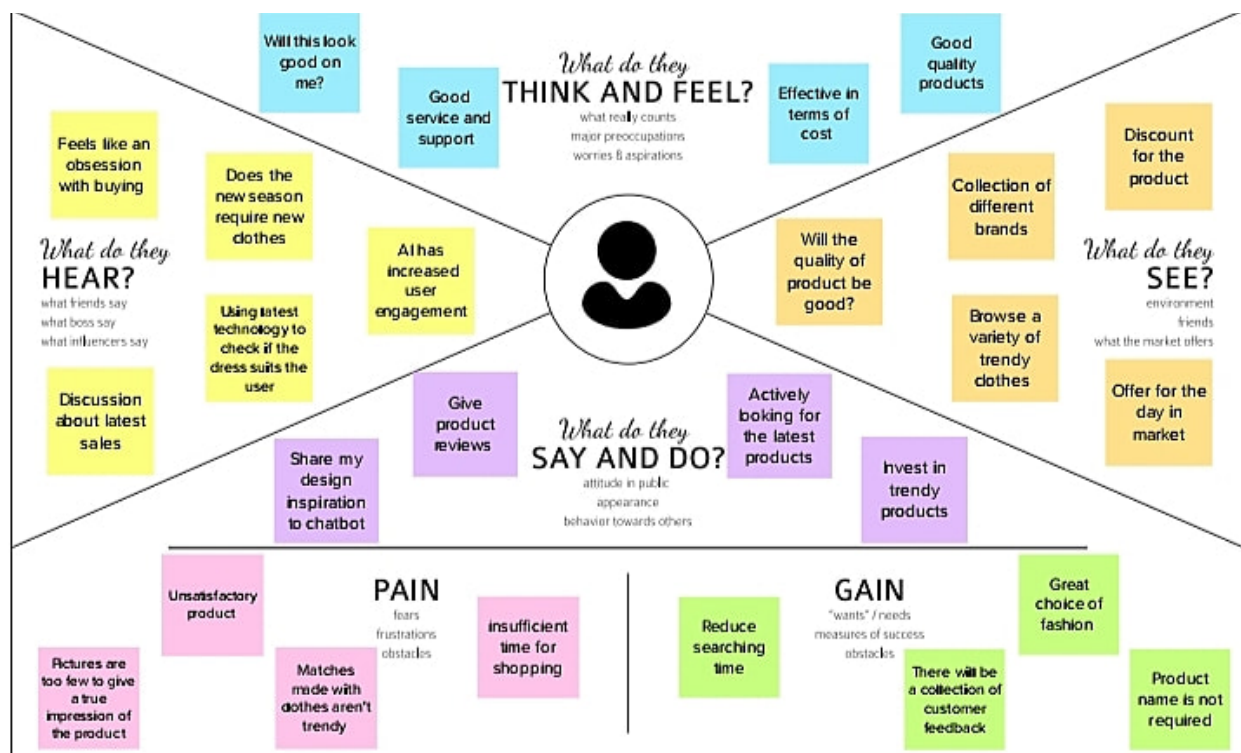 Will this look
good on
me?
Good
service and
support
What do they
THINK AND FEEL?
what really counts
major preoccupations
worries & aspirations
Effective in
terms of
cost
Good
quality
products
Feels like an
obsession
with buying
Does the
new season
require new
clothes
AI has
increased
user
engagement
What do they
HEAR?
what friends say
what boss say
what influencers say
Using latest
technology to
check if the
dress suits the
user
Discussion
about latest
sales
Will the
quality of
product be
good?
Collection of
different
brands
Discount
for the
product
What do they
SEE?
environment
friends
what the market offers
Browse a
variety of
trendy
clothes
Offer for the
day in
market
Give
product
reviews
Share my
design
inspiration
to chatbot
What do they
SAY AND DO?
attitude in public
appearance
behavior towards others
Actively
looking for
the latest
products
Invest in
trendy
products
Unsatisfactory
product
PAIN
fears
frustrations
obstacles
insufficient
time for
shopping
Pictures are
too few to give
a true
impression of
the product
Matches
made with
clothes aren't
trendy
Reduce
searching
time
GAIN
"wants" / needs
measures of success
obstacles
Great
choice of
fashion
There will be
a collection of
customer
feedback
Product
name is not
required